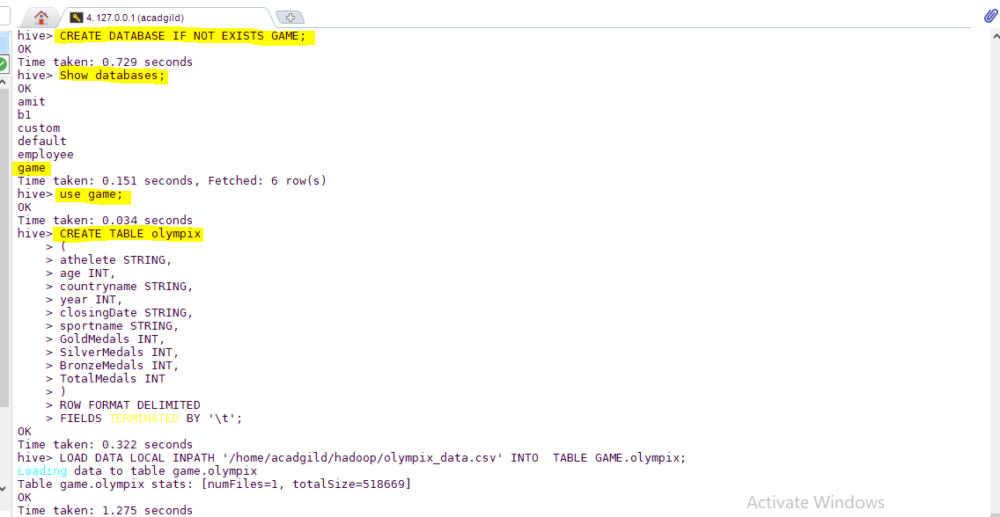 4. 127.0.0.1 (acadgild)
hive> CREATE DATABASE IF NOT EXISTS GAME;
OK
Time taken: 0.729 seconds
hive> Show databases;
OK
amit
b1
custom
default
employee
game
Time taken: 0.151 seconds, Fetched: 6 row(s)
hive> use game;
OK
Time taken: 0.034 seconds
hive> CREATE TABLE olympix
    > (
    > athelete STRING,
    > age INT,
    > countryname STRING,
    > year INT,
    > closingDate STRING,
    > sportname STRING,
    > GoldMedals INT,
    > SilverMedals INT,
    > BronzeMedals INT,
    > TotalMedals INT
    > )
    > ROW FORMAT DELIMITED
    > FIELDS TERMINATED BY '\t';
OK
Time taken: 0.322 seconds
hive> LOAD DATA LOCAL INPATH '/home/acadgild/hadoop/olympix_data.csv' INTO  TABLE GAME.olympix;
Loading data to table game.olympix
Table game.olympix stats: [numFiles=1, totalSize=518669]
OK
Time taken: 1.275 seconds
Activate Windows